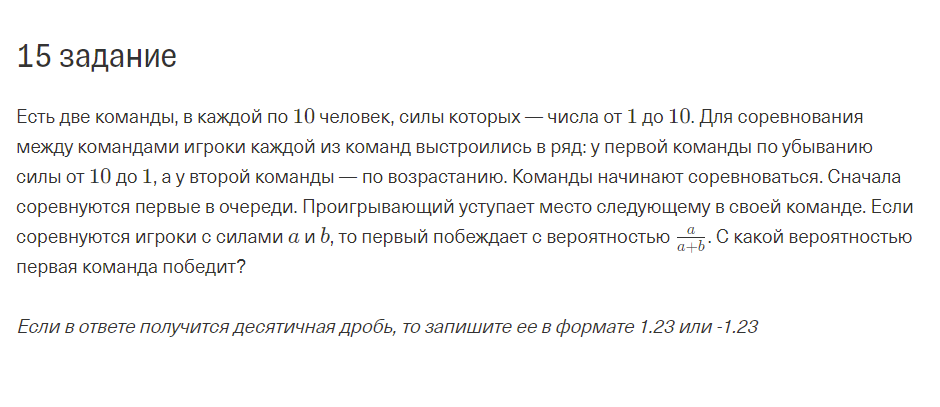 15 задание
Есть две команды, в каждой по 10 человек, силы которых — числа от 1 до 10. Для соревнования
между командами игроки каждой из команд выстроились в ряд: у первой команды по убыванию
силы от 10 до 1, а у второй команды — по возрастанию. Команды начинают соревноваться. Сначала
соревнуются первые в очереди. Проигрывающий уступает место следующему в своей команде. Если
соревнуются игроки с силами a и b, то первый побеждает с вероятностью a/(a+b). С какой вероятностью
первая команда победит?
Если в ответе получится десятичная дробь, то запишите ее в формате 1.23 или -1.23